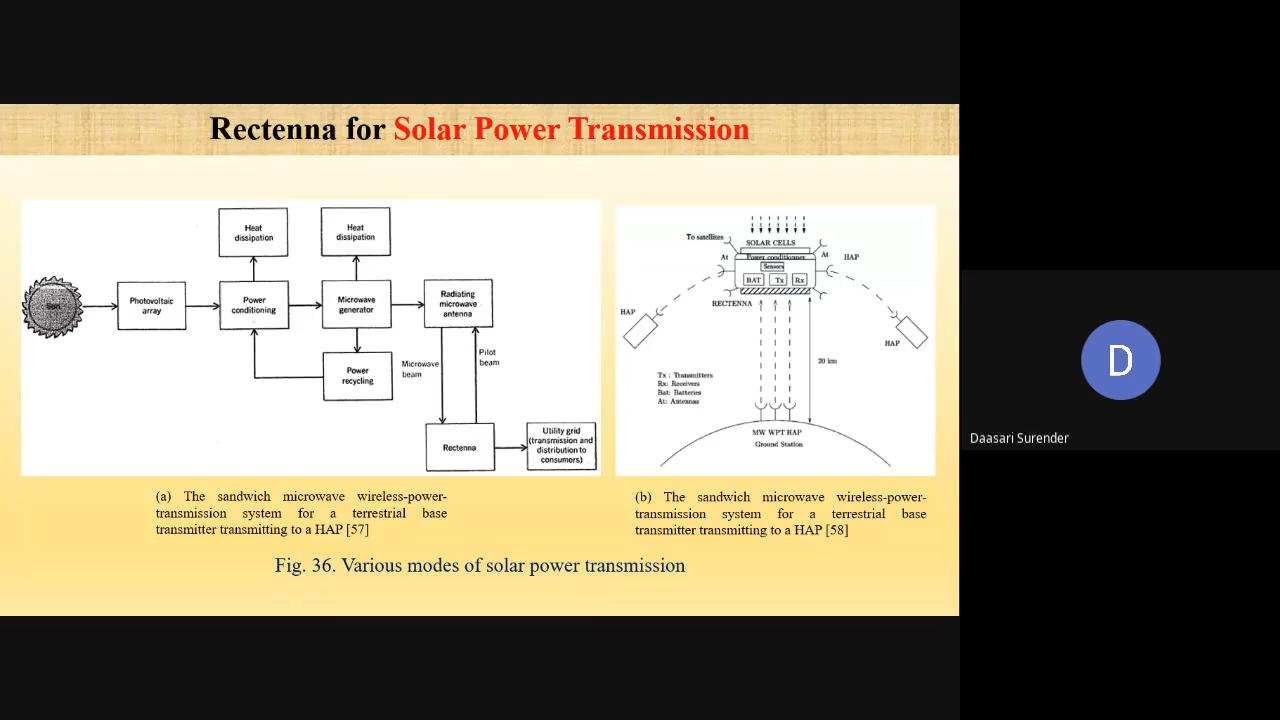 Rectenna for Solar Power Transmission
Heat
dissipation
Heat
dissipation
Sun
Photovoltaic
array
Power
conditioning
Microwave
generator
Radiating
microwave
antenna
Power
recycling
Microwave
beam
Pilot
beam
Rectenna
Utility grid
(transmission and
distribution to
consumers)
To satellites
SOLAR CELLS
At
Power conditionner
At
HAP
Sensors
BAT
Tx
Rx
RECTENNA
HAP
HAP
20 km
Tx : Transmitters
Rx: Receivers
Bat: Batteries
At: Antennas
MW WPT HAP
Ground Station
(a) The sandwich microwave wireless-power-
transmission system for a terrestrial base
transmitter transmitting to a HAP [57]
(b) The sandwich microwave wireless-power-
transmission system for a terrestrial base
transmitter transmitting to a HAP [58]
Fig. 36. Various modes of solar power transmission
D
Daasari Surender